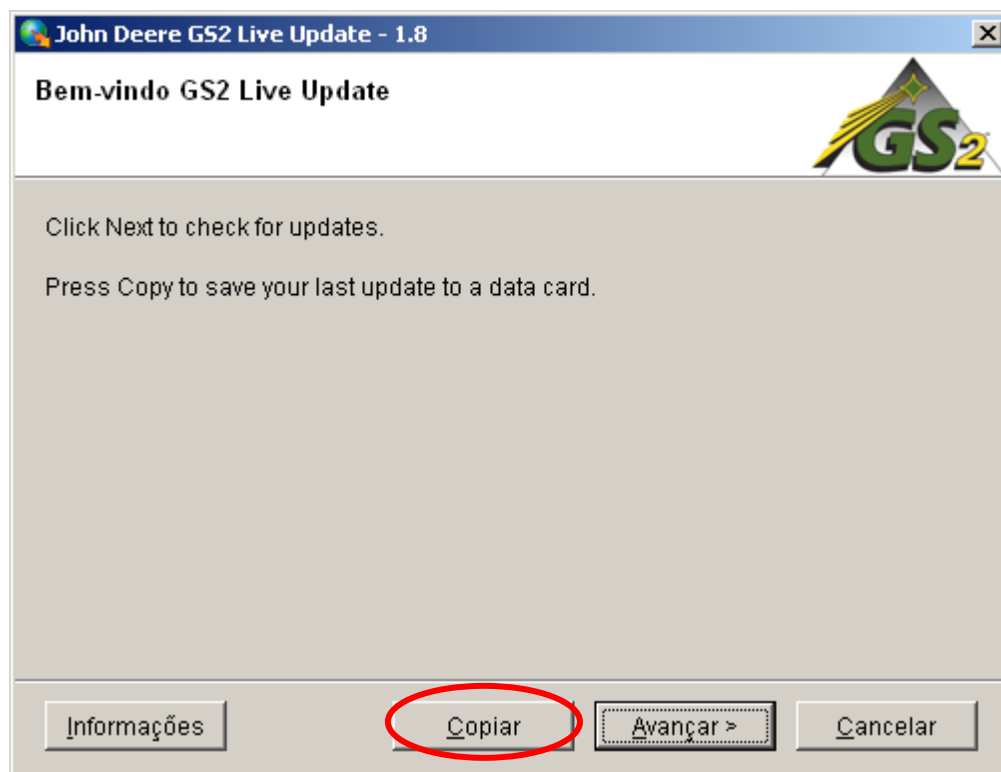 John Deere GS2 Live Update - 1.8
Bem-vindo GS2 Live Update
GS2
Click Next to check for updates.
Press Copy to save your last update to a data card.
Informações
Copiar
Avançar >
Cancelar